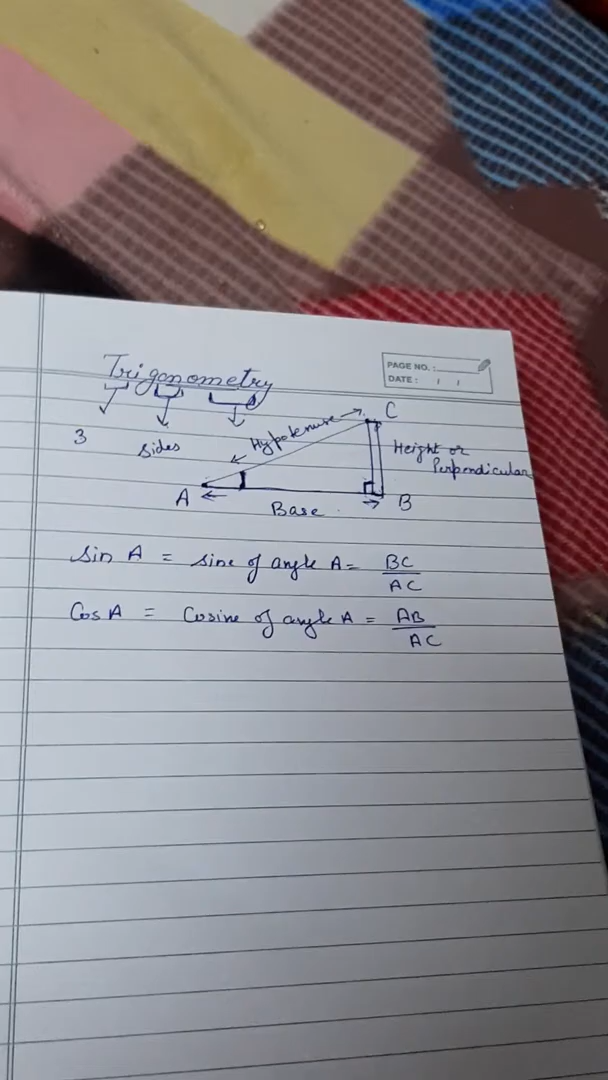 Trigonometry
PAGE NO.:
DATE: / /
3 sides
Hypotenuse
C
Height or
Perpendicular
A
Base
B
sin A = sine of angle A = BC/AC
Cos A = Cosine of angle A = AB/AC